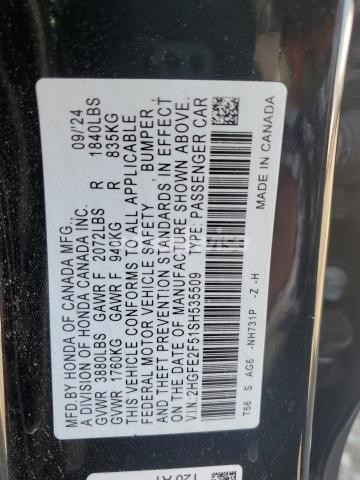 MFD.BY HONDA OF CANADA MFG., 09/'24
A DIVISION OF HONDA CANADA INC.
GVWR 3880LBS GAWR F 2072LBS R 1840LBS
GVWR 1760KG GAWR F 940KG R 835KG
THIS VEHICLE CONFORMS TO ALL APPLICABLE
FEDERAL MOTOR VEHICLE SAFETY, BUMPER,
AND THEFT PREVENTION STANDARDS IN EFFECT
ON THE DATE OF MANUFACTURE SHOWN ABOVE.
V.I.N.:2HGFE2F51SH535509 TYPE:PASSENGER CAR
T56 S AG6 -NH731P -Z -H MADE IN CANADA
T20 A